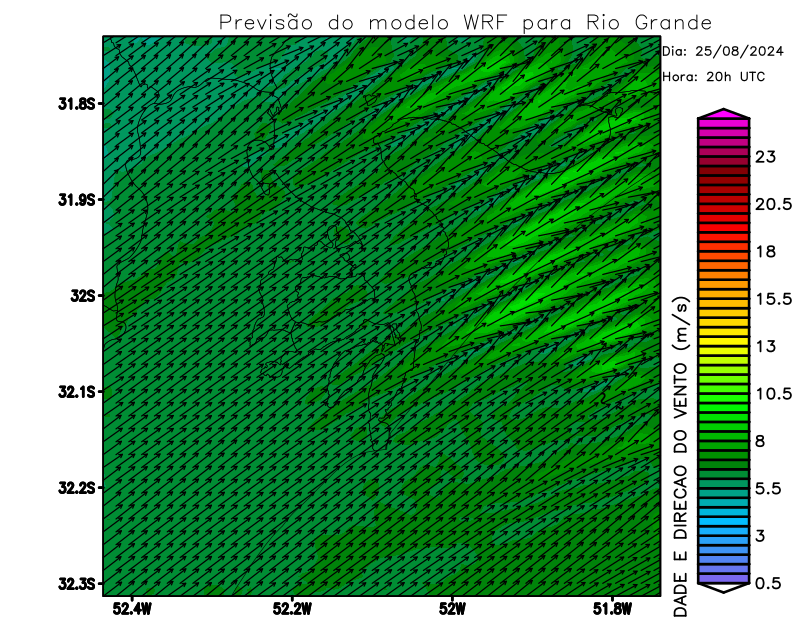 Previsão do modelo WRF para Rio Grande
Dia: 25/08/2024
Hora: 20h UTC
31.8S
31.9S
32S
32.1S
32.2S
32.3S
52.4W
52.2W
52W
51.8W
23
20.5
18
15.5
13
10.5
8
5.5
3
0.5
DADE E DIRECAO DO VENTO (m/s)